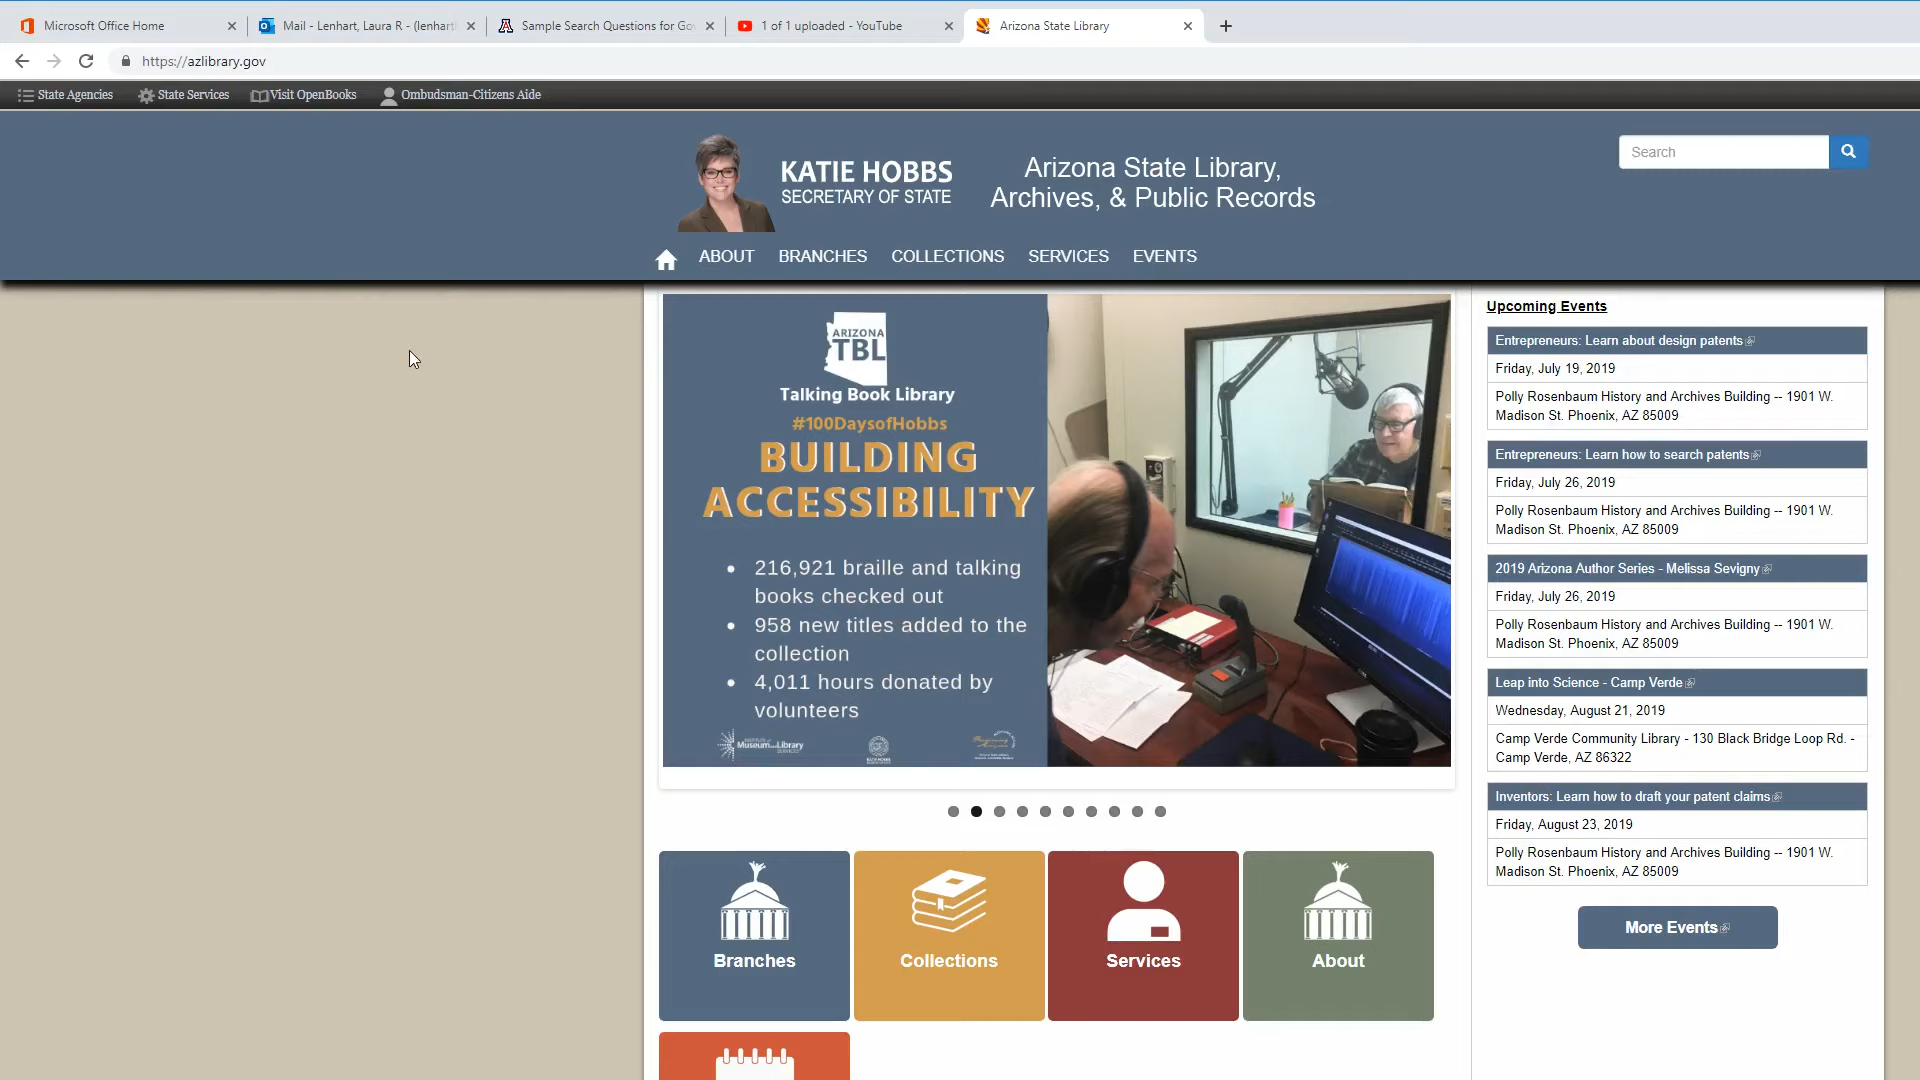 Microsoft Office Home
Mail - Lenhart, Laura R - (lenhart
Sample Search Questions for Gov
1 of 1 uploaded - YouTube
Arizona State Library
https://azlibrary.gov
State Agencies
State Services
Visit OpenBooks
Ombudsman-Citizens Aide
KATIE HOBBS
SECRETARY OF STATE
Arizona State Library,
Archives, & Public Records
Search
ABOUT
BRANCHES
COLLECTIONS
SERVICES
EVENTS
ARIZONA
TBL
Talking Book Library
#100DaysofHobbs
BUILDING
ACCESSIBILITY
• 216,921 braille and talking
books checked out
• 958 new titles added to the
collection
• 4,011 hours donated by
volunteers
Museum and Library
Branches
Collections
Services
About
Upcoming Events
Entrepreneurs: Learn about design patents
Friday, July 19, 2019
Polly Rosenbaum History and Archives Building -- 1901 W.
Madison St. Phoenix, AZ 85009
Entrepreneurs: Learn how to search patents
Friday, July 26, 2019
Polly Rosenbaum History and Archives Building -- 1901 W.
Madison St. Phoenix, AZ 85009
2019 Arizona Author Series - Melissa Sevigny
Friday, July 26, 2019
Polly Rosenbaum History and Archives Building -- 1901 W.
Madison St. Phoenix, AZ 85009
Leap into Science - Camp Verde
Wednesday, August 21, 2019
Camp Verde Community Library - 130 Black Bridge Loop Rd. -
Camp Verde, AZ 86322
Inventors: Learn how to draft your patent claims
Friday, August 23, 2019
Polly Rosenbaum History and Archives Building -- 1901 W.
Madison St. Phoenix, AZ 85009
More Events